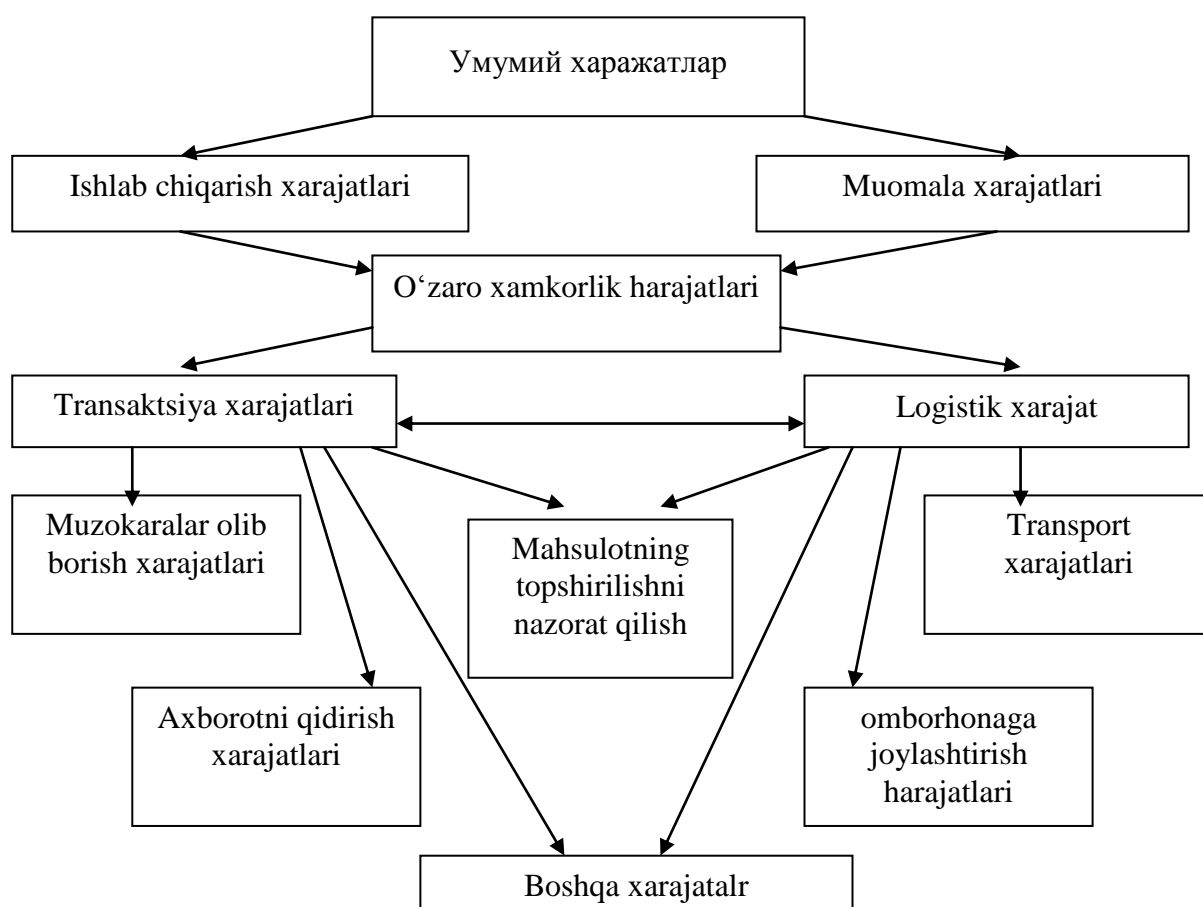 Умумий харажатлар
Ishlab chiqarish xarajatlari
Muomala xarajatlari
O‘zaro xamkorlik harajatlari
Transaktsiya xarajatlari
Logistik xarajat
Muzokaralar olib
borish xarajatlari
Mahsulotning
topshirilishni
nazorat qilish
Transport
xarajatlari
Axborotni qidirish
xarajatlari
omborhonaga
joylashtirish
harajatlari
Boshqa xarajatalr